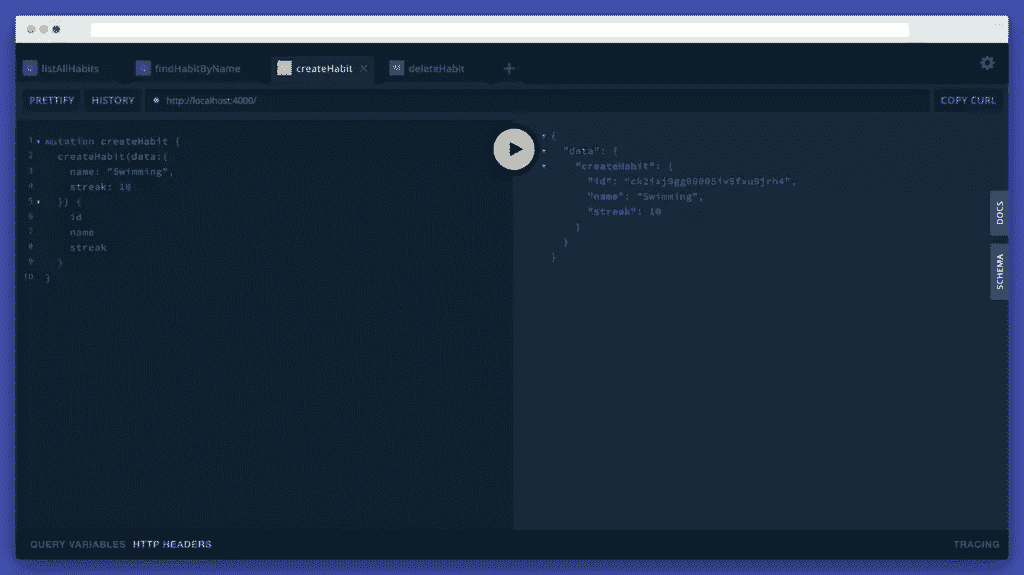 listAllHabits findHabitByName createHabit × deleteHabit +
PRETTIFY HISTORY http://localhost:4000/ COPY CURL
1 mutation createHabit {
2 createHabit(data:{
3 name: "Swimming",
4 streak: 10
5 }) {
6 id
7 name
8 streak
9 }
10 }
{
"data": {
"createHabit": {
"id":
"name": "Swimming",
"streak": 10
}
}
}
DOCS
SCHEMA
QUERY VARIABLES HTTP HEADERS TRACING